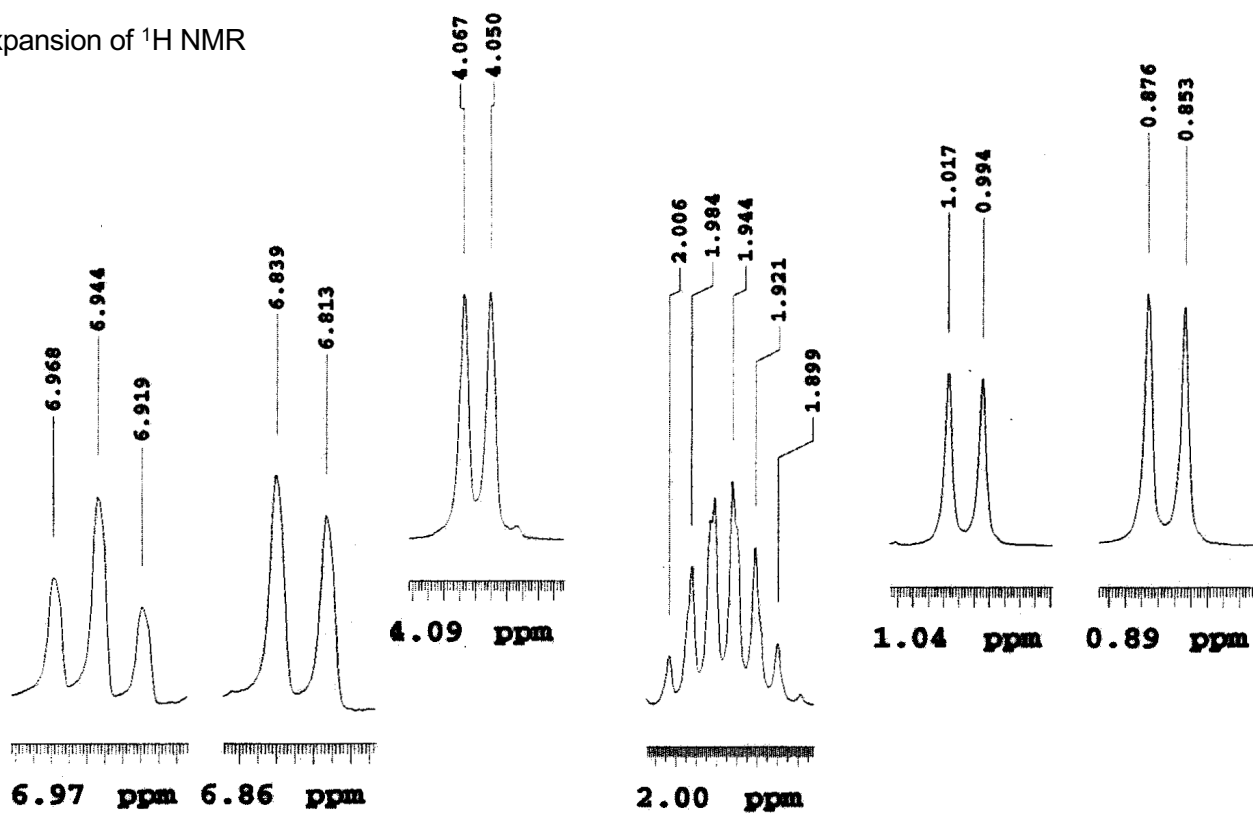 xpansion of ¹H NMR
6.968
6.944
6.919
6.97 ppm
6.839
6.813
6.86 ppm
4.067
4.050
4.09 ppm
2.006
1.984
1.944
1.921
1.899
2.00 ppm
1.017
0.994
1.04 ppm
0.876
0.853
0.89 ppm